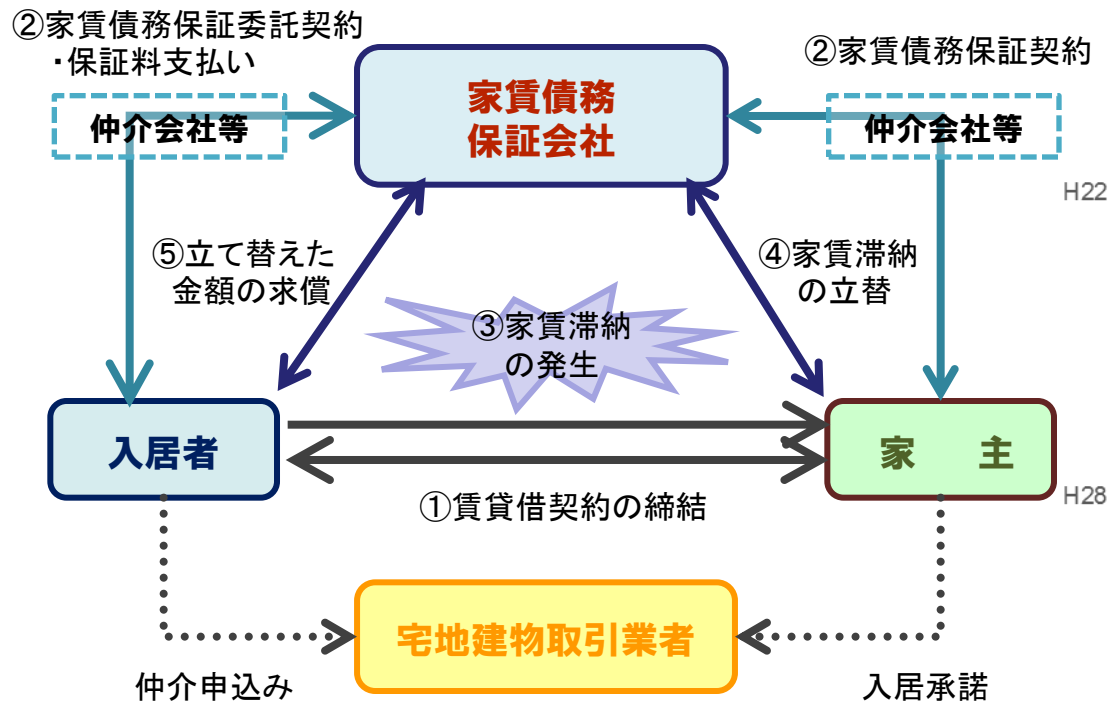 ②家賃債務保証委託契約
・保証料支払い
②家賃債務保証契約
家賃債務
保証会社
仲介会社等
仲介会社等
H22
⑤立て替えた
金額の求償
④家賃滞納
の立替
③家賃滞納
の発生
入居者
家　主
①賃貸借契約の締結
H28
宅地建物取引業者
仲介申込み
入居承諾